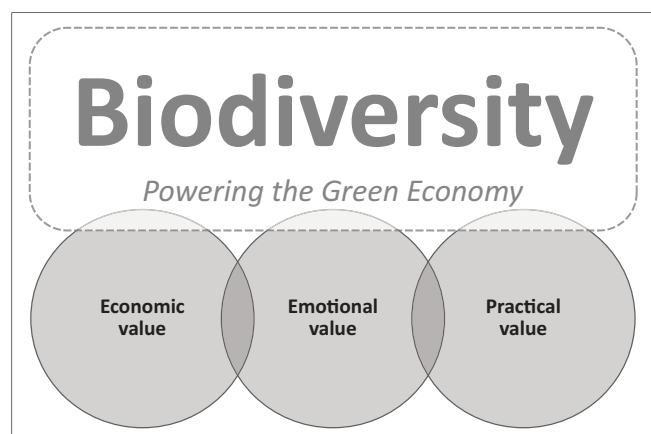 Biodiversity
Powering the Green Economy
Economic
value
Emotional
value
Practical
value